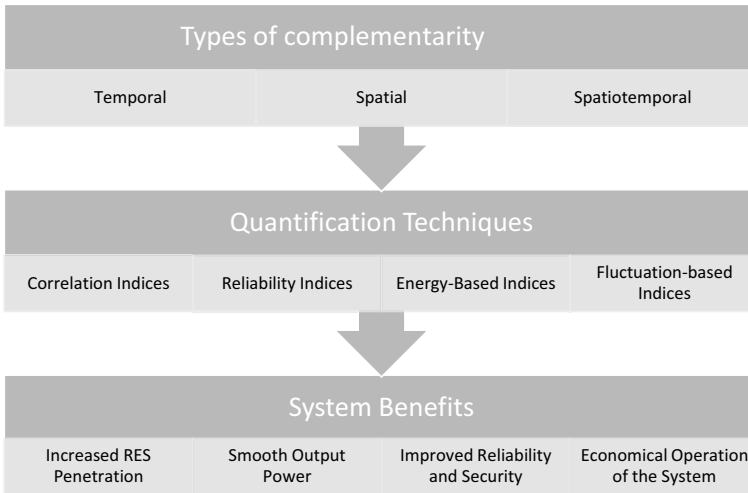 Types of complementarity
Temporal
Spatial
Spatiotemporal
Quantification Techniques
Correlation Indices
Reliability Indices
Energy-Based Indices
Fluctuation-based
Indices
System Benefits
Increased RES
Penetration
Smooth Output
Power
Improved Reliability
and Security
Economical Operation
of the System